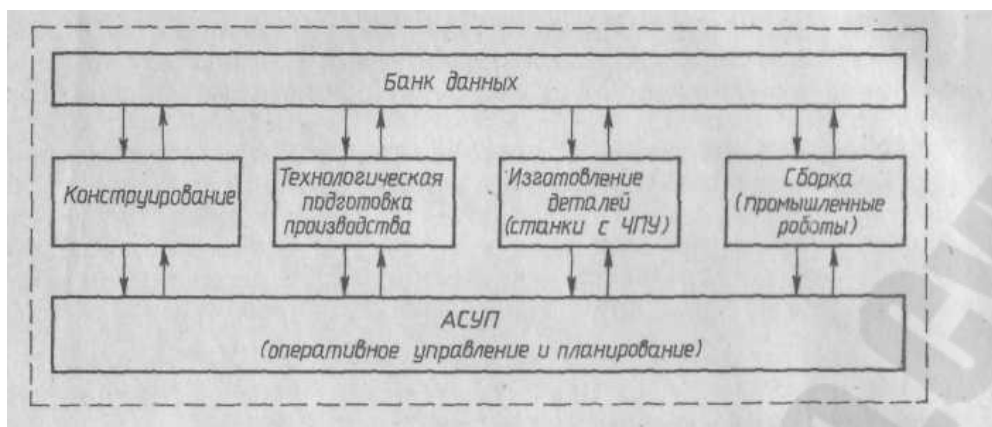 Банк данных
Конструирование
Технологическая
подготовка
производства
Изготовление
деталей
(станки с ЧПУ)
Сборка
(промышленные
роботы)
АСУП
(оперативное управление и планирование)